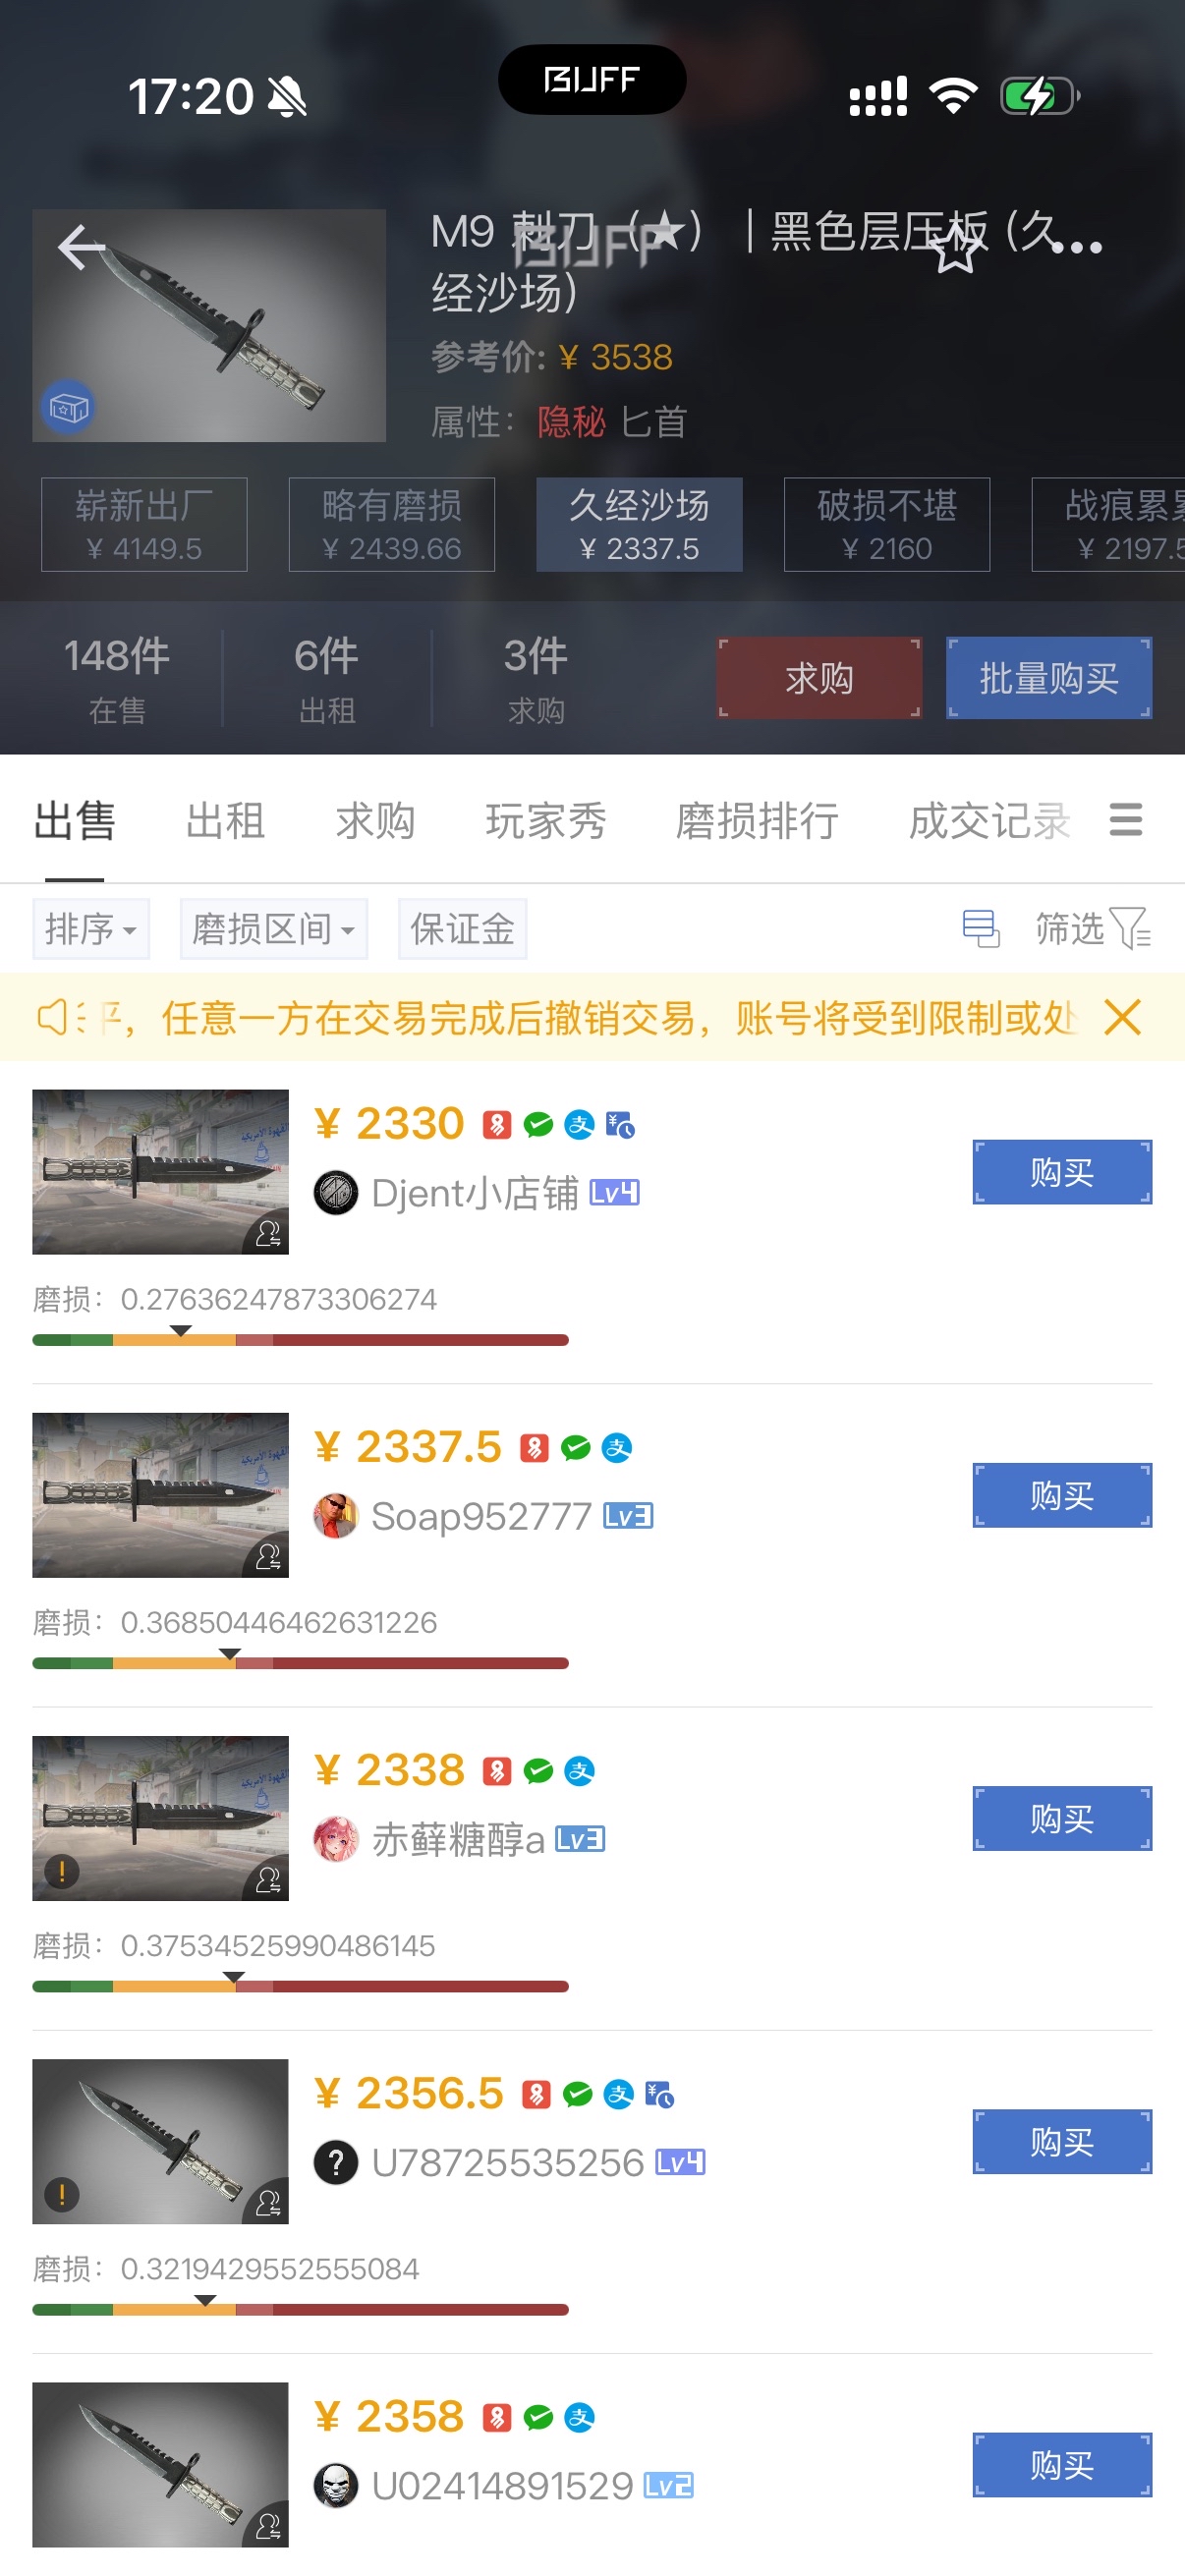 17:20
BUFF
M9 刺刀（★） | 黑色层压板 (久
BUFF
经沙场)
参考价: ¥ 3538
属性: 隐秘 匕首
崭新出厂 略有磨损 久经沙场 破损不堪 战痕累累
¥ 4149.5 ¥ 2439.66 ¥ 2337.5 ¥ 2160 ¥ 2197.5
148件 6件 3件
在售 出租 求购
求购 批量购买
出售 出租 求购 玩家秀 磨损排行 成交记录
排序 磨损区间 保证金 筛选
平，任意一方在交易完成后撤销交易，账号将受到限制或处
¥ 2330
Djent小店铺 Lv4
购买
磨损: 0.27636247873306274
¥ 2337.5
Soap952777 Lv3
购买
磨损: 0.36850446462631226
¥ 2338
赤藓糖醇a Lv3
购买
磨损: 0.37534525990486145
¥ 2356.5
U78725535256 Lv4
购买
磨损: 0.3219429552555084
¥ 2358
U02414891529 Lv2
购买